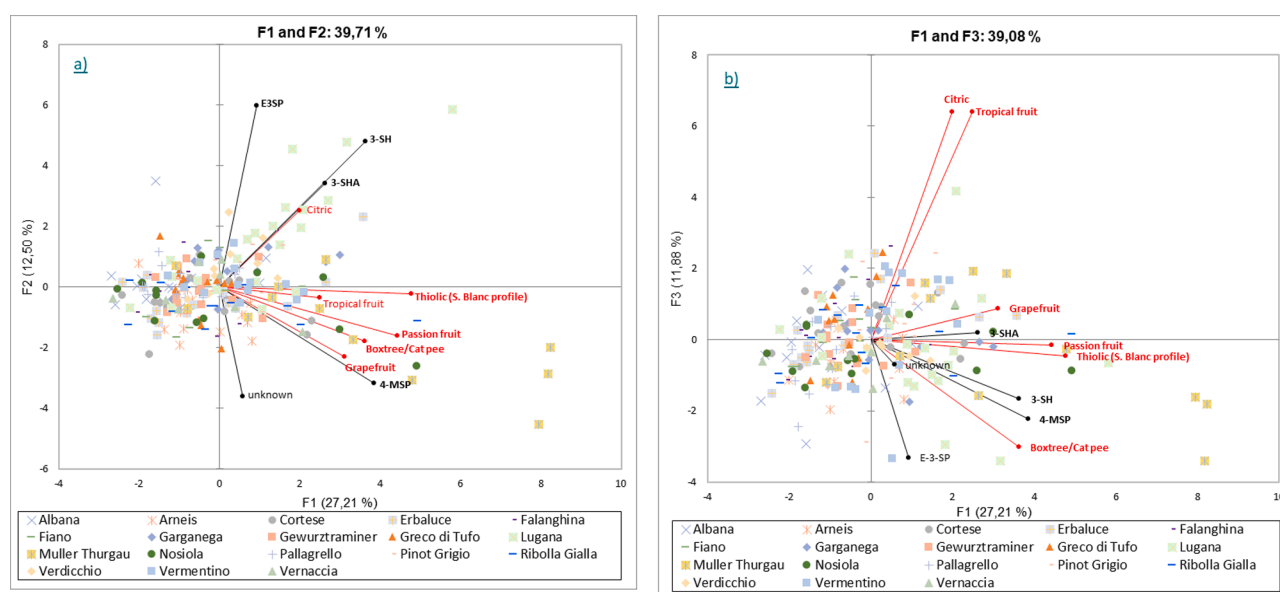 F1 and F2: 39,71 %
a)
8
6
4
2
0
-2
-4
-6
F2 (12,50 %)
E3SP
3-SH
3-SHA
Citric
Thiolic (S. Blanc profile)
Tropical fruit
Passion fruit
Boxtree/Cat pee
Grapefruit
4-MSP
unknown
-4 -2 0 2 4 6 8 10
F1 (27,21 %)
Albana Arneis Cortese Erbaluce Falanghina
Fiano Garganega Gewurztraminer Greco di Tufo Lugana
Muller Thurgau Nosiola Pallagrello Pinot Grigio Ribolla Gialla
Verdicchio Vermentino Vernaccia
F1 and F3: 39,08 %
b)
8
6
4
2
0
-2
-4
F3 (11,88 %)
Citric
Tropical fruit
Grapefruit
3-SHA
Passion fruit
Thiolic (S. Blanc profile)
unknown
3-SH
4-MSP
Boxtree/Cat pee
E-3-SP
-4 -2 0 2 4 6 8 10
F1 (27,21 %)
Albana Arneis Cortese Erbaluce Falanghina
Fiano Garganega Gewurztraminer Greco di Tufo Lugana
Muller Thurgau Nosiola Pallagrello Pinot Grigio Ribolla Gialla
Verdicchio Vermentino Vernaccia